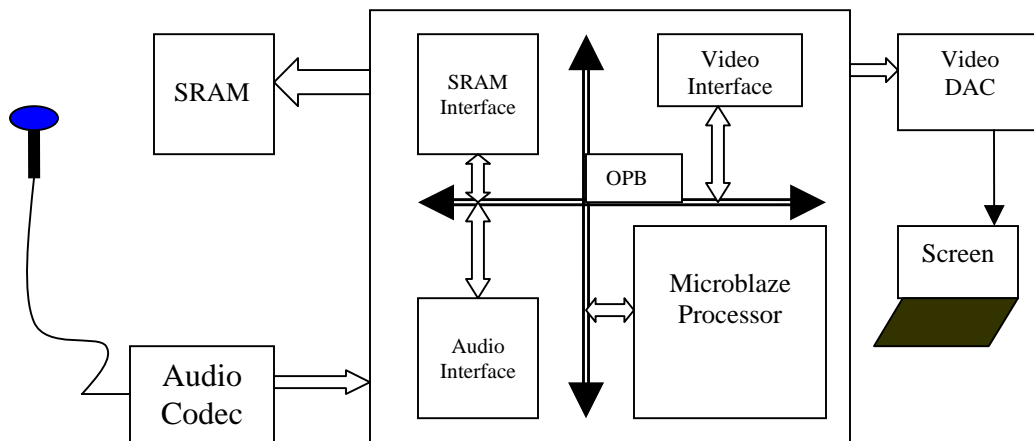 SRAM
SRAM
Interface
Video
Interface
Video
DAC
OPB
Microblaze
Processor
Screen
Audio
Interface
Audio
Codec